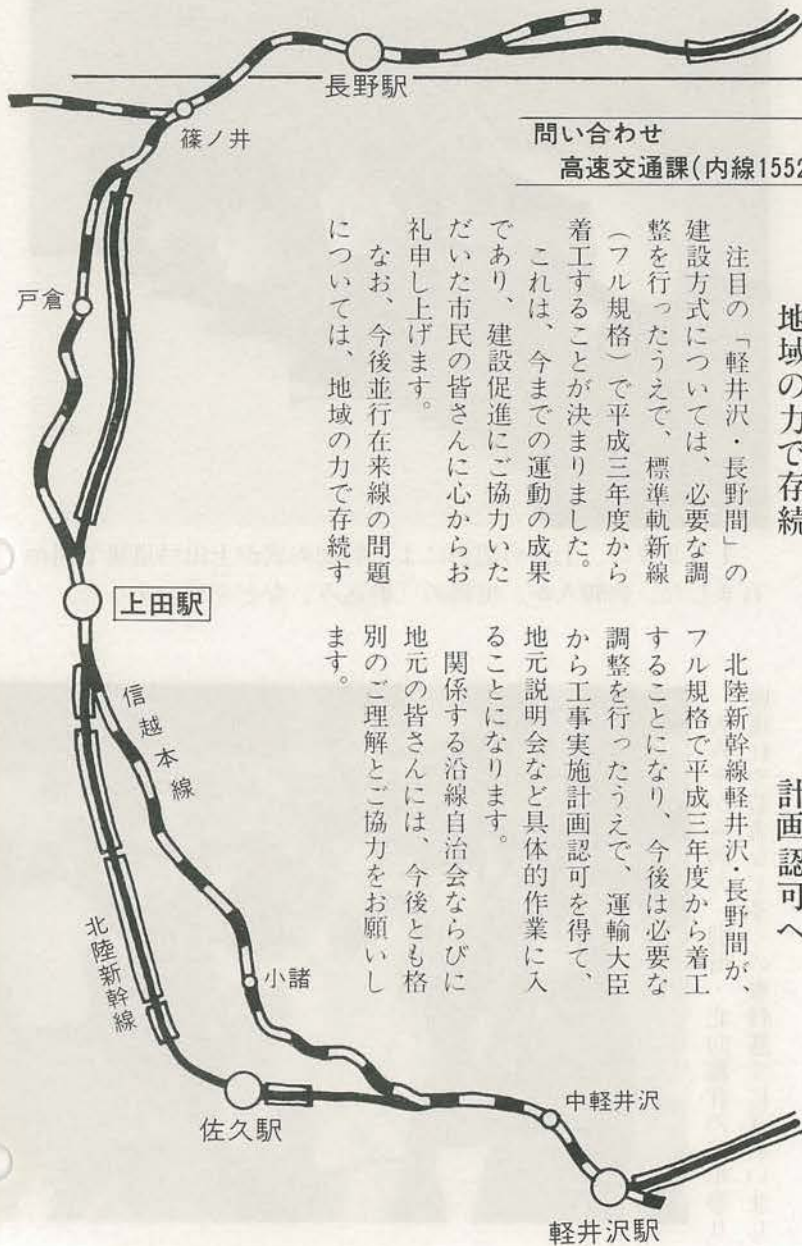 長野駅
篠ノ井
問い合わせ
高速交通課(内線1552
地域の力で存続
注目の「軽井沢・長野間」の
建設方式については、必要な調
整を行ったうえで、標準軌新線
(フル規格)で平成三年度から
着工することが決まりました。
これは、今までの運動の成果
であり、建設促進にご協力いた
だいた市民の皆さんに心からお
礼申し上げます。
なお、今後並行在来線の問題
については、地域の力で存続す
計画認可へ
北陸新幹線軽井沢・長野間が、
フル規格で平成三年度から着工
することになり、今後は必要な
調整を行ったうえで、運輸大臣
から工事実施計画認可を得て、
地元説明会など具体的作業に入
ることになります。
関係する沿線自治会ならびに
地元の皆さんには、今後とも格
別のご理解とご協力をお願いし
ます。
戸倉
上田駅
信越本線
北陸新幹線
小諸
佐久駅
中軽井沢
軽井沢駅